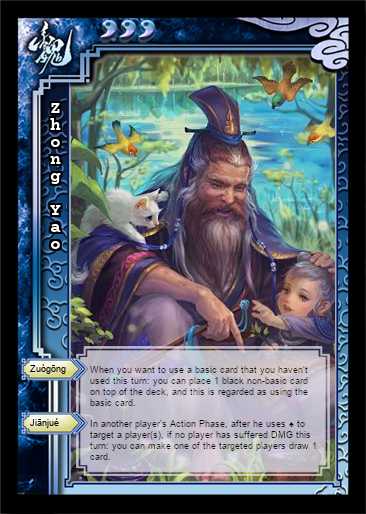 魏
Zhong Yao
Zuògōng
When you want to use a basic card that you haven't
used this turn: you can place 1 black non-basic card
on top of the deck, and this is regarded as using the
basic card.
Jiānjué
In another player's Action Phase, after he uses ♠ to
target a player(s), if no player has suffered DMG this
turn: you can make one of the targeted players draw 1
card.